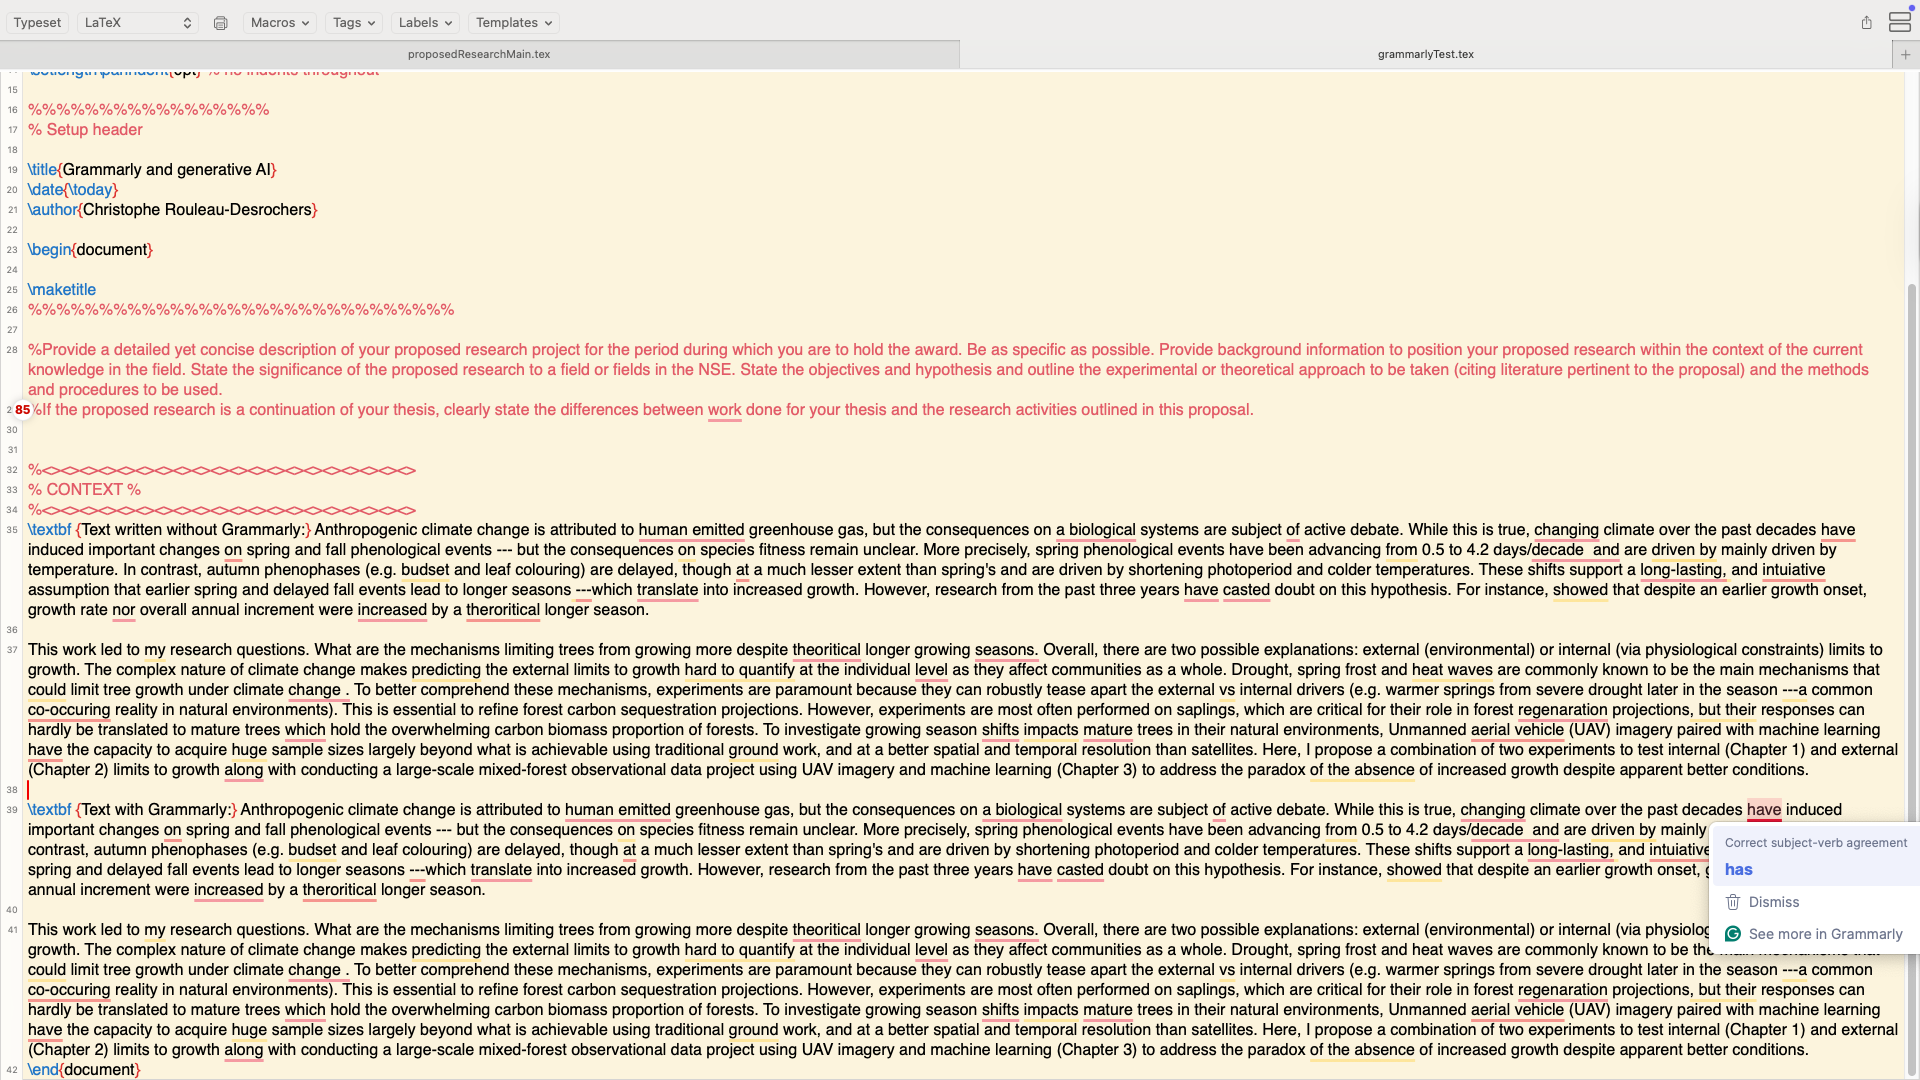 Typeset LaTeX Macros Tags Labels Templates
proposedResearchMain.tex grammarlyTest.tex +
15
16 %%%%%%%%%%%%%%%%%
17 % Setup header
18
19 \title{Grammarly and generative AI}
20 \date{\today}
21 \author{Christophe Rouleau-Desrochers}
22
23 \begin{document}
24
25 \maketitle
26 %%%%%%%%%%%%%%%%%%%%%%%%%%%%%%
27
28 %Provide a detailed yet concise description of your proposed research project for the period during which you are to hold the award. Be as specific as possible. Provide background information to position your proposed research within the context of the current
knowledge in the field. State the significance of the proposed research to a field or fields in the NSE. State the objectives and hypothesis and outline the experimental or theoretical approach to be taken (citing literature pertinent to the proposal) and the methods
and procedures to be used.
85 %If the proposed research is a continuation of your thesis, clearly state the differences between work done for your thesis and the research activities outlined in this proposal.
30
31
32 %<><><><><><><><><><><><><><><><><><><><>
33 % CONTEXT %
34 %<><><><><><><><><><><><><><><><><><><><>
35 \textbf {Text written without Grammarly:} Anthropogenic climate change is attributed to human emitted greenhouse gas, but the consequences on a biological systems are subject of active debate. While this is true, changing climate over the past decades have
induced important changes on spring and fall phenological events --- but the consequences on species fitness remain unclear. More precisely, spring phenological events have been advancing from 0.5 to 4.2 days/decade  and are driven by mainly driven by
temperature. In contrast, autumn phenophases (e.g. budset and leaf colouring) are delayed, though at a much lesser extent than spring's and are driven by shortening photoperiod and colder temperatures. These shifts support a long-lasting, and intuiative
assumption that earlier spring and delayed fall events lead to longer seasons ---which translate into increased growth. However, research from the past three years have casted doubt on this hypothesis. For instance, showed that despite an earlier growth onset,
growth rate nor overall annual increment were increased by a theroritical longer season.
36
37 This work led to my research questions. What are the mechanisms limiting trees from growing more despite theoritical longer growing seasons. Overall, there are two possible explanations: external (environmental) or internal (via physiological constraints) limits to
growth. The complex nature of climate change makes predicting the external limits to growth hard to quantify at the individual level as they affect communities as a whole. Drought, spring frost and heat waves are commonly known to be the main mechanisms that
could limit tree growth under climate change . To better comprehend these mechanisms, experiments are paramount because they can robustly tease apart the external vs internal drivers (e.g. warmer springs from severe drought later in the season ---a common
co-occuring reality in natural environments). This is essential to refine forest carbon sequestration projections. However, experiments are most often performed on saplings, which are critical for their role in forest regenaration projections, but their responses can
hardly be translated to mature trees which hold the overwhelming carbon biomass proportion of forests. To investigate growing season shifts impacts mature trees in their natural environments, Unmanned aerial vehicle (UAV) imagery paired with machine learning
have the capacity to acquire huge sample sizes largely beyond what is achievable using traditional ground work, and at a better spatial and temporal resolution than satellites. Here, I propose a combination of two experiments to test internal (Chapter 1) and external
(Chapter 2) limits to growth along with conducting a large-scale mixed-forest observational data project using UAV imagery and machine learning (Chapter 3) to address the paradox of the absence of increased growth despite apparent better conditions.
38
39 \textbf {Text with Grammarly:} Anthropogenic climate change is attributed to human emitted greenhouse gas, but the consequences on a biological systems are subject of active debate. While this is true, changing climate over the past decades have induced
important changes on spring and fall phenological events --- but the consequences on species fitness remain unclear. More precisely, spring phenological events have been advancing from 0.5 to 4.2 days/decade  and are driven by mainly
contrast, autumn phenophases (e.g. budset and leaf colouring) are delayed, though at a much lesser extent than spring's and are driven by shortening photoperiod and colder temperatures. These shifts support a long-lasting, and intuiative
spring and delayed fall events lead to longer seasons ---which translate into increased growth. However, research from the past three years have casted doubt on this hypothesis. For instance, showed that despite an earlier growth onset,
annual increment were increased by a theroritical longer season.
Correct subject-verb agreement
has
Dismiss
See more in Grammarly
40
41 This work led to my research questions. What are the mechanisms limiting trees from growing more despite theoritical longer growing seasons. Overall, there are two possible explanations: external (environmental) or internal (via
growth. The complex nature of climate change makes predicting the external limits to growth hard to quantify at the individual level as they affect communities as a whole. Drought, spring frost and heat waves are commonly known to be the
could limit tree growth under climate change . To better comprehend these mechanisms, experiments are paramount because they can robustly tease apart the external vs internal drivers (e.g. warmer springs from severe drought later in the season ---a common
co-occuring reality in natural environments). This is essential to refine forest carbon sequestration projections. However, experiments are most often performed on saplings, which are critical for their role in forest regenaration projections, but their responses can
hardly be translated to mature trees which hold the overwhelming carbon biomass proportion of forests. To investigate growing season shifts impacts mature trees in their natural environments, Unmanned aerial vehicle (UAV) imagery paired with machine learning
have the capacity to acquire huge sample sizes largely beyond what is achievable using traditional ground work, and at a better spatial and temporal resolution than satellites. Here, I propose a combination of two experiments to test internal (Chapter 1) and external
(Chapter 2) limits to growth along with conducting a large-scale mixed-forest observational data project using UAV imagery and machine learning (Chapter 3) to address the paradox of the absence of increased growth despite apparent better conditions.
42 \end{document}